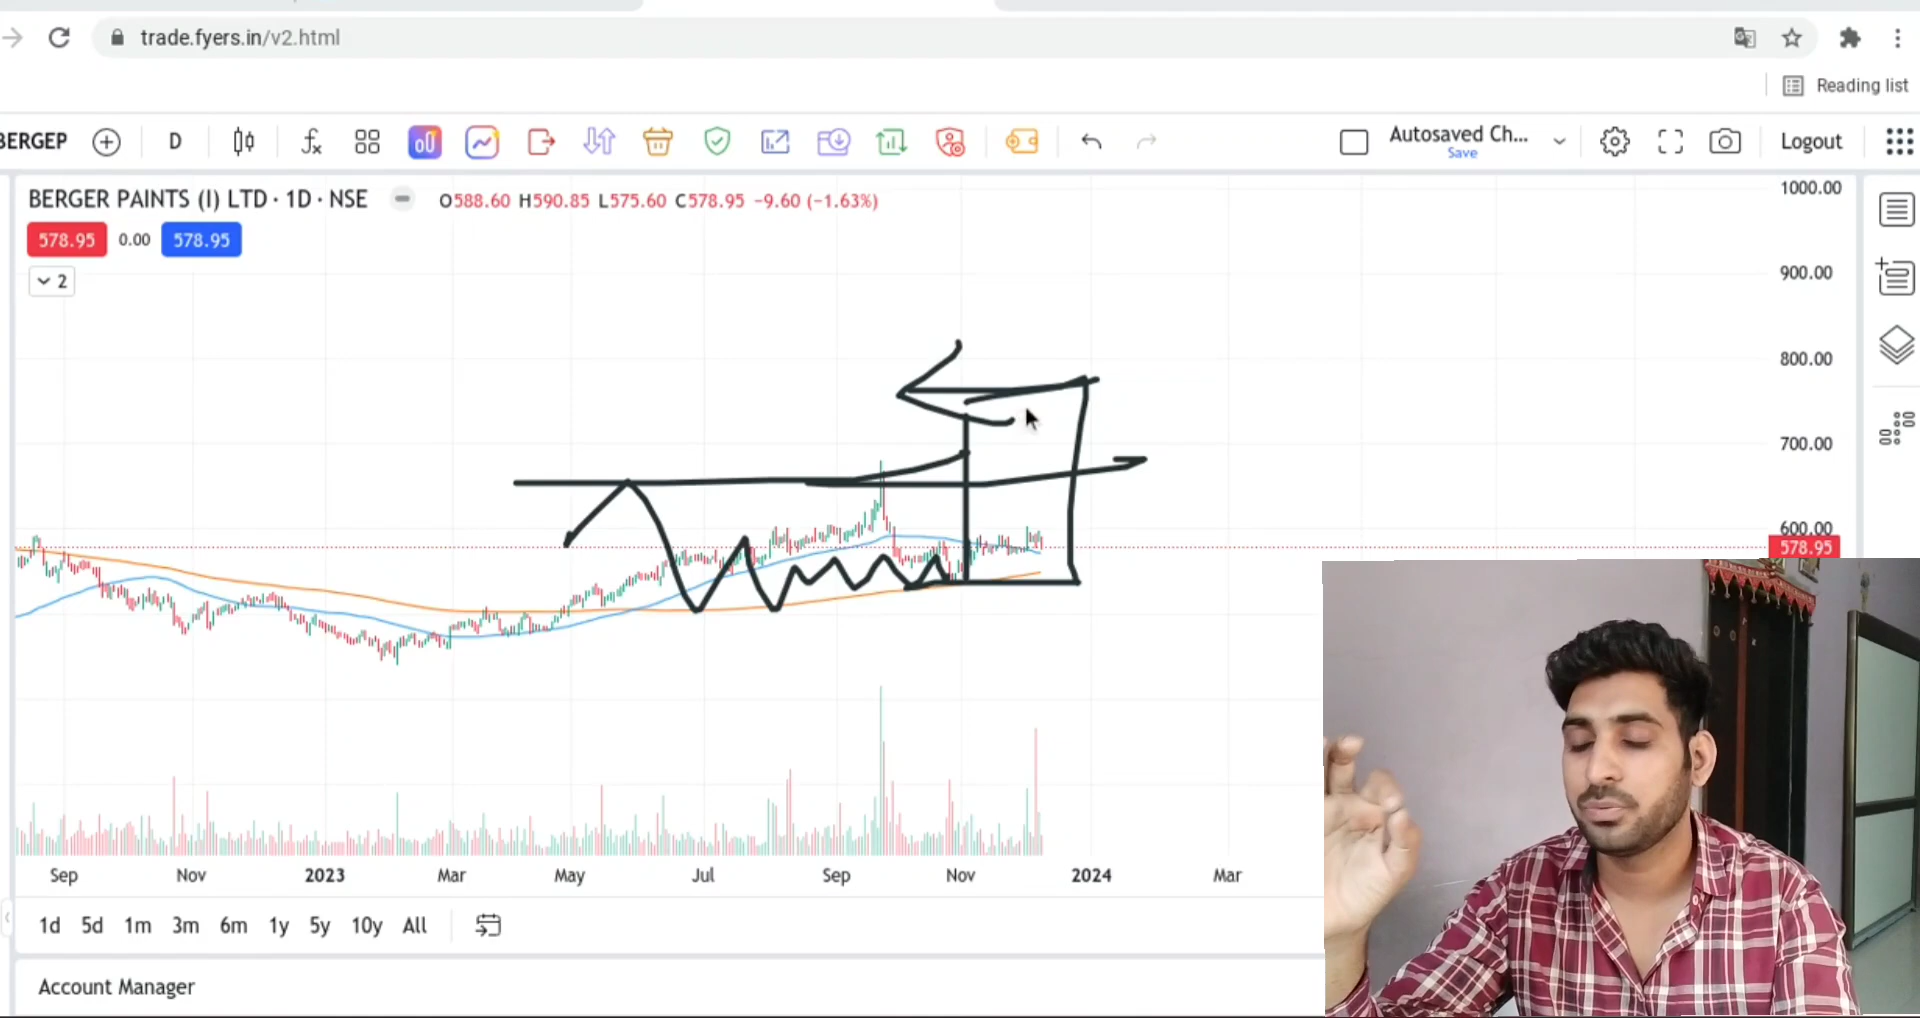 trade.fyers.in/v2.html
Reading list
BERGEP
D
Autosaved Ch...
Save
Logout
BERGER PAINTS (I) LTD · 1D · NSE
O588.60 H590.85 L575.60 C578.95 −9.60 (−1.63%)
578.95 0.00 578.95
2
1000.00
900.00
800.00
700.00
600.00
578.95
Sep Nov 2023 Mar May Jul Sep Nov 2024 Mar
1d 5d 1m 3m 6m 1y 5y 10y All
Account Manager